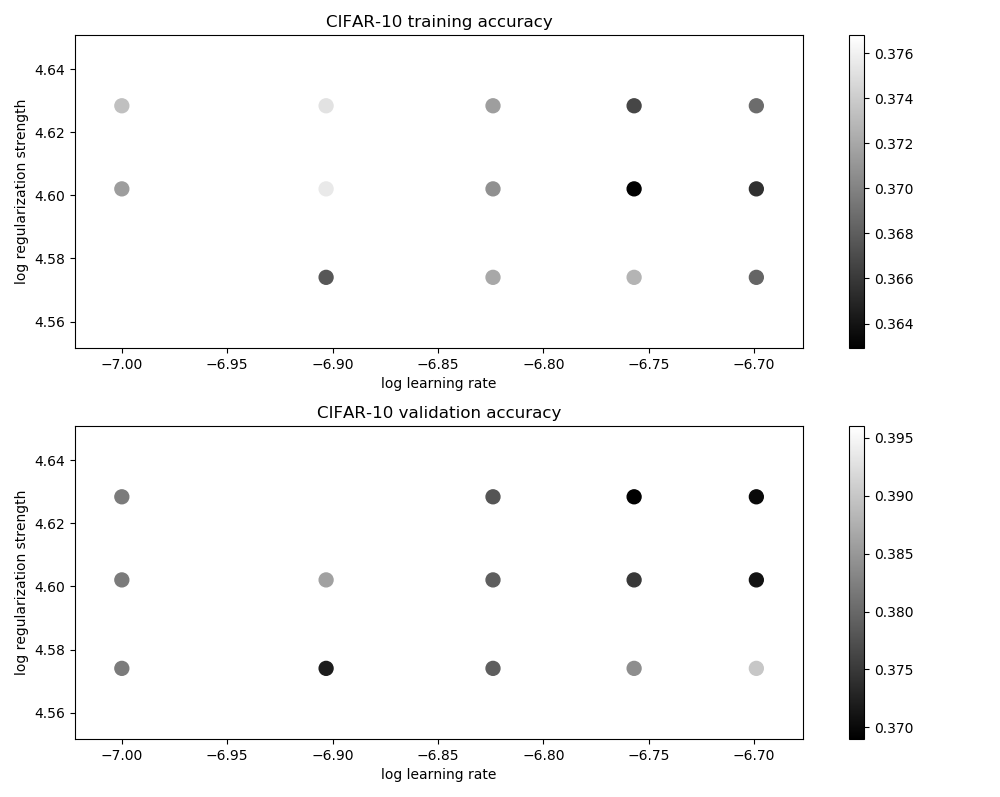 CIFAR-10 training accuracy
0.376
4.64
0.374
4.62
0.372
log regularization strength
4.60
0.370
0.368
4.58
0.366
4.56
0.364
−7.00 −6.95 −6.90 −6.85 −6.80 −6.75 −6.70
log learning rate
CIFAR-10 validation accuracy
0.395
4.64
0.390
4.62
0.385
log regularization strength
4.60
0.380
4.58
0.375
4.56
0.370
−7.00 −6.95 −6.90 −6.85 −6.80 −6.75 −6.70
log learning rate